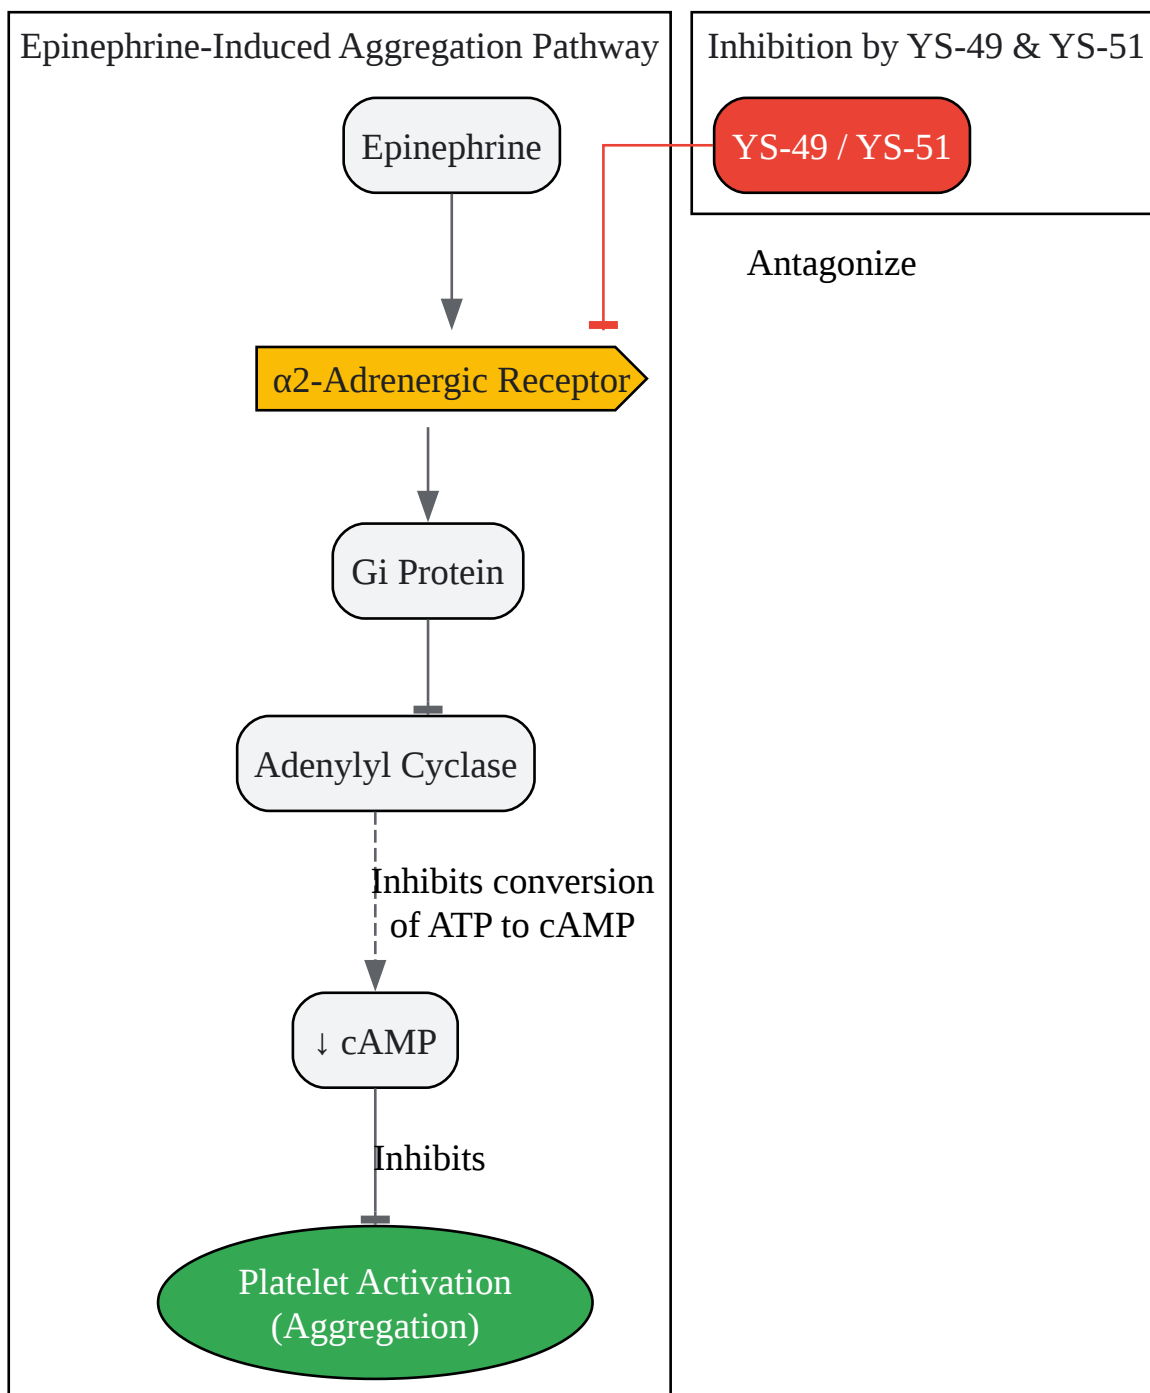 Epinephrine-Induced Aggregation Pathway
Inhibition by YS-49 & YS-51
Epinephrine
YS-49 / YS-51
Antagonize
α2-Adrenergic Receptor
Gi Protein
Adenylyl Cyclase
Inhibits conversion
of ATP to cAMP
↓ cAMP
Inhibits
Platelet Activation
(Aggregation)